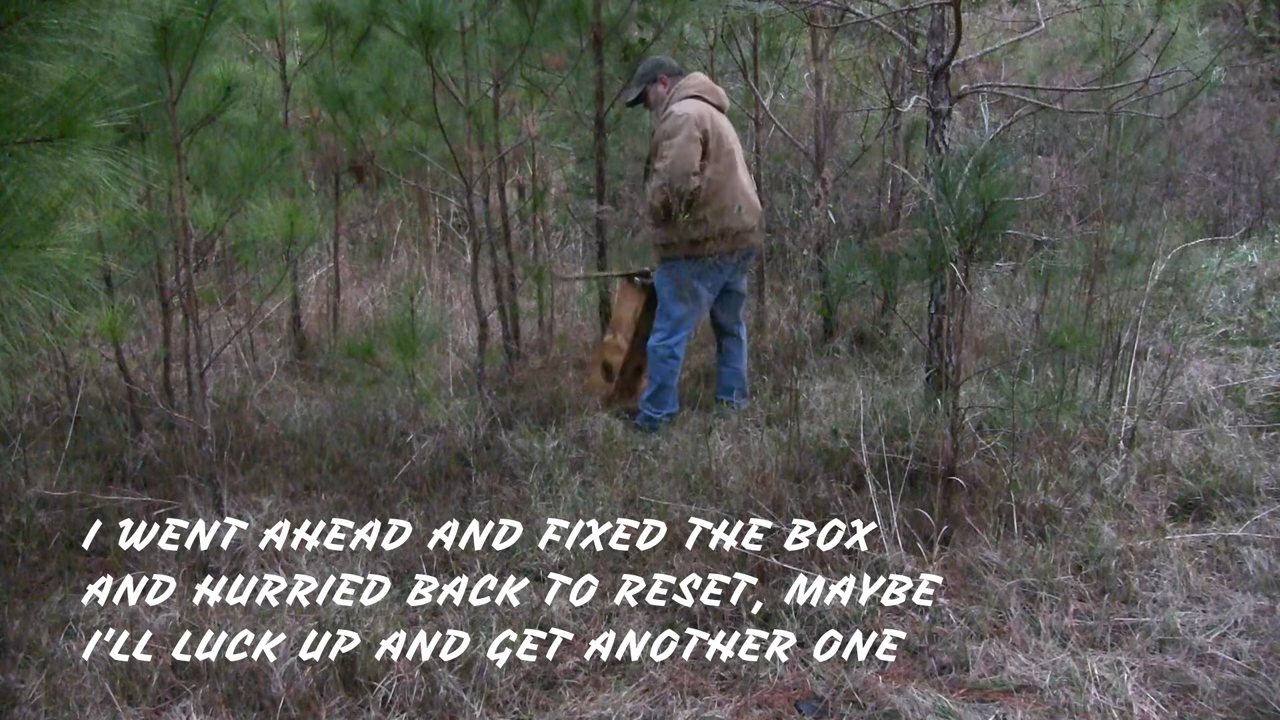 I WENT AHEAD AND FIXED THE BOX
AND HURRIED BACK TO RESET, MAYBE
I'LL LUCK UP AND GET ANOTHER ONE